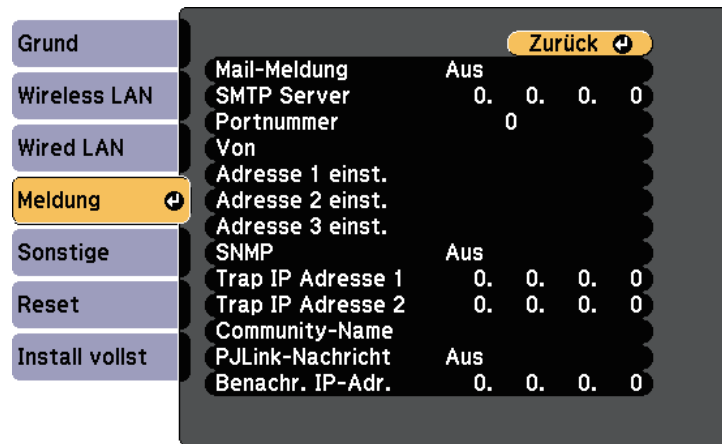 Grund
Wireless LAN
Wired LAN
Meldung
Sonstige
Reset
Install vollst
Zurück
Mail-Meldung Aus
SMTP Server 0. 0. 0. 0
Portnummer 0
Von
Adresse 1 einst.
Adresse 2 einst.
Adresse 3 einst.
SNMP Aus
Trap IP Adresse 1 0. 0. 0. 0
Trap IP Adresse 2 0. 0. 0. 0
Community-Name
PJLink-Nachricht Aus
Benachr. IP-Adr. 0. 0. 0. 0